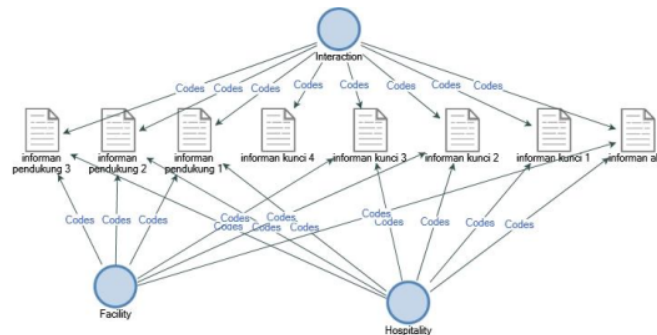 Interaction
Codes Codes Codes Codes Codes Codes Codes Codes
informan pendukung 3
informan pendukung 2
informan pendukung 1
informan kunci 4
informan kunci 3
informan kunci 2
informan kunci 1
informan
Codes Codes Codes Codes Codes Codes
Codes Codes Codes Codes Codes Codes Codes
Facility
Hospitality